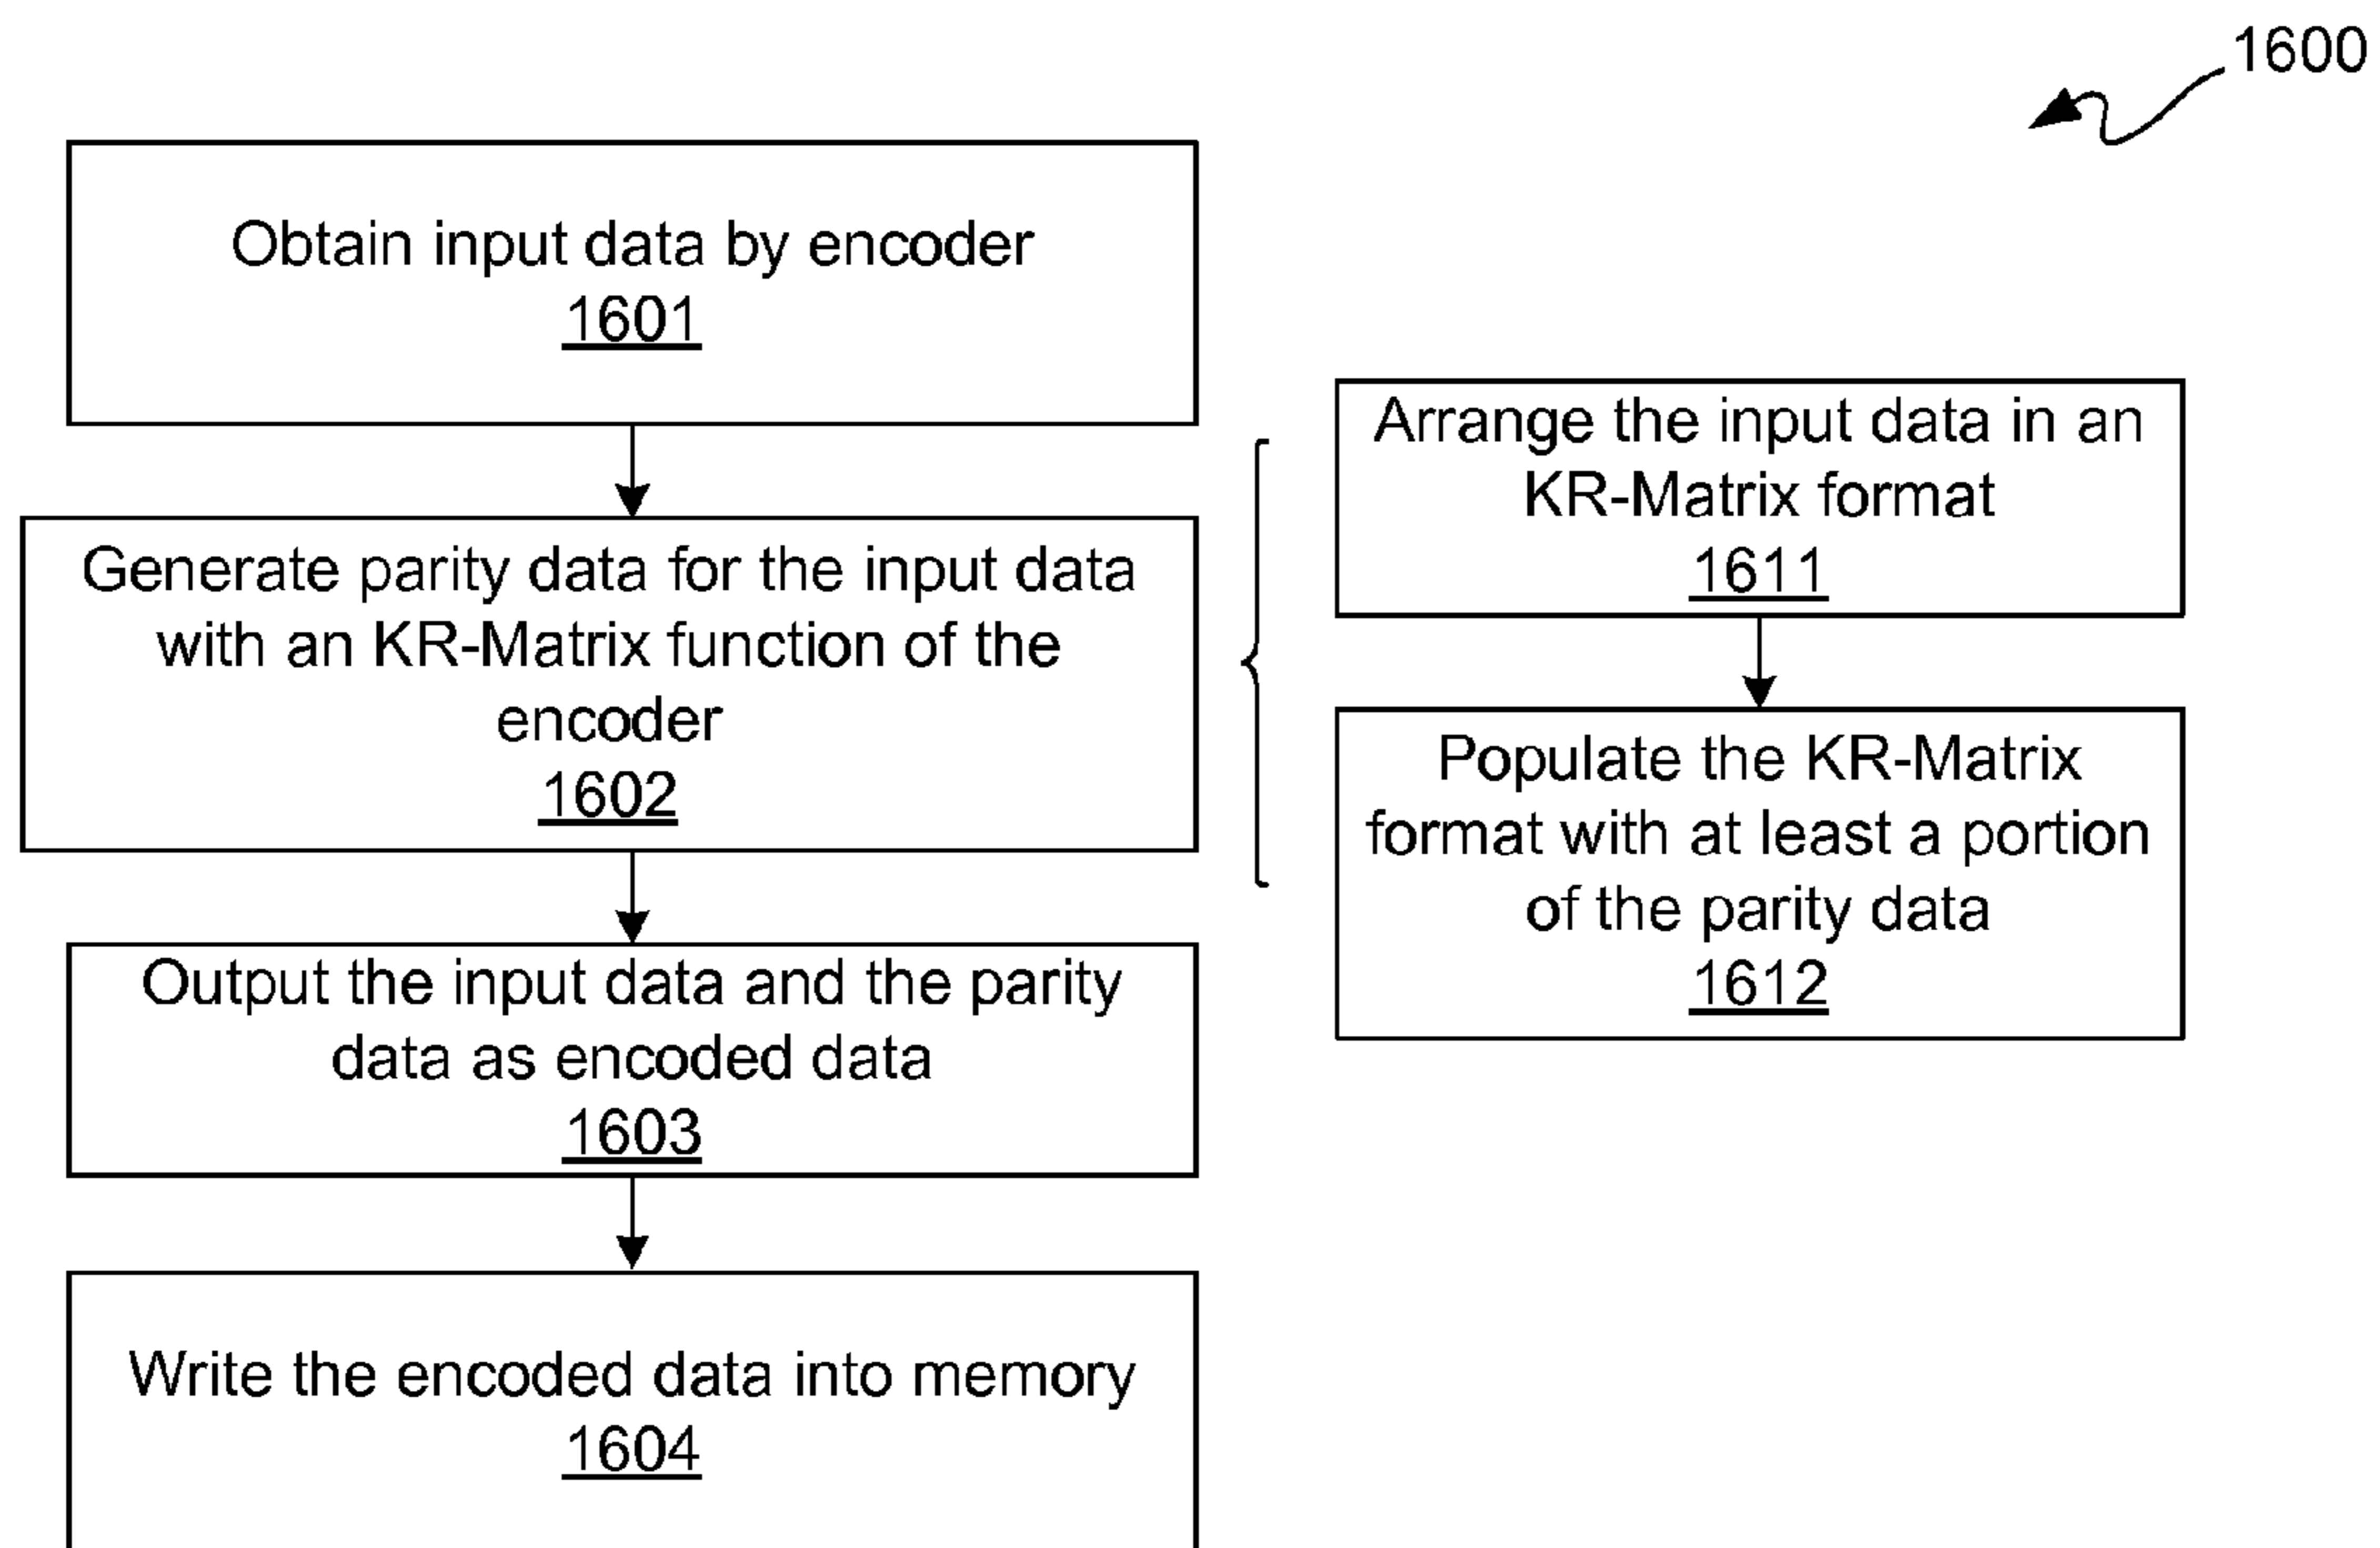 1600
Obtain input data by encoder
1601
Generate parity data for the input data
with an KR-Matrix function of the
encoder
1602
Output the input data and the parity
data as encoded data
1603
Write the encoded data into memory
1604
Arrange the input data in an
KR-Matrix format
1611
Populate the KR-Matrix
format with at least a portion
of the parity data
1612